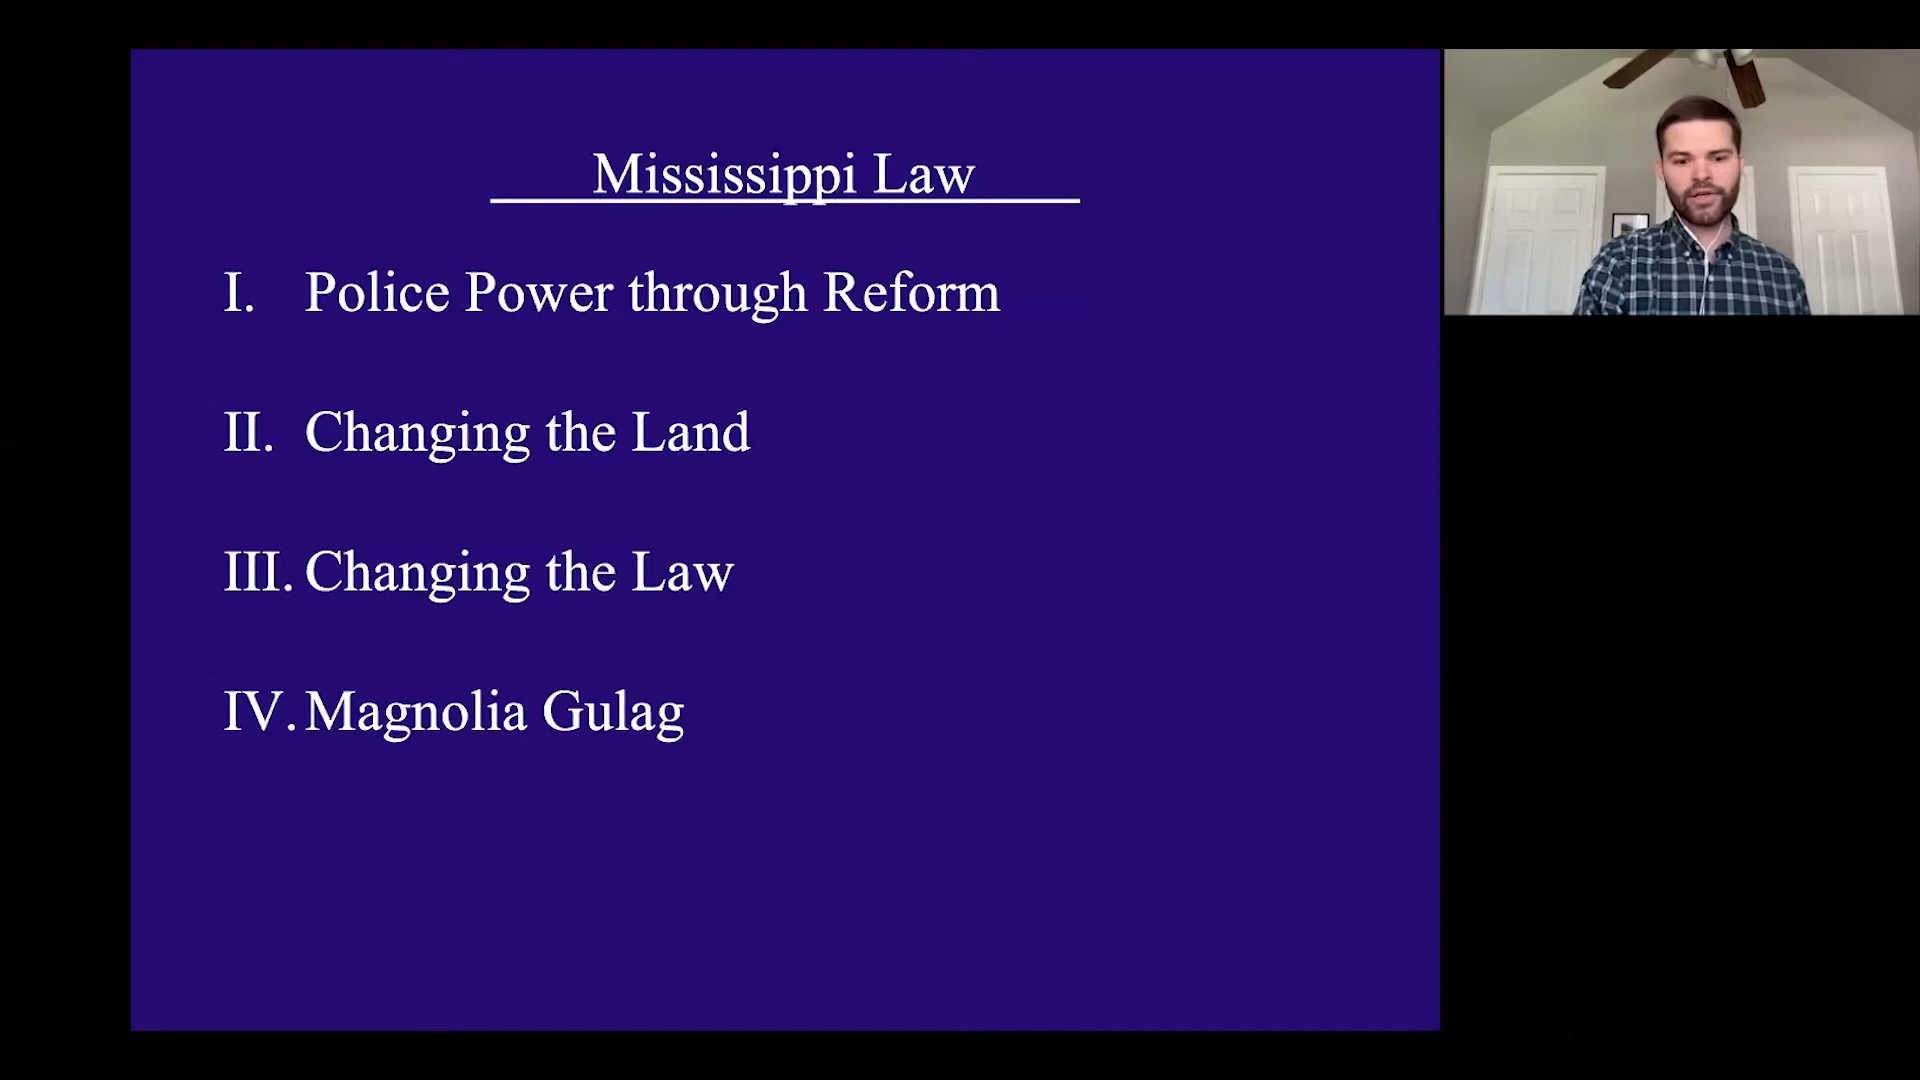 Mississippi Law
I. Police Power through Reform
II. Changing the Land
III. Changing the Law
IV. Magnolia Gulag